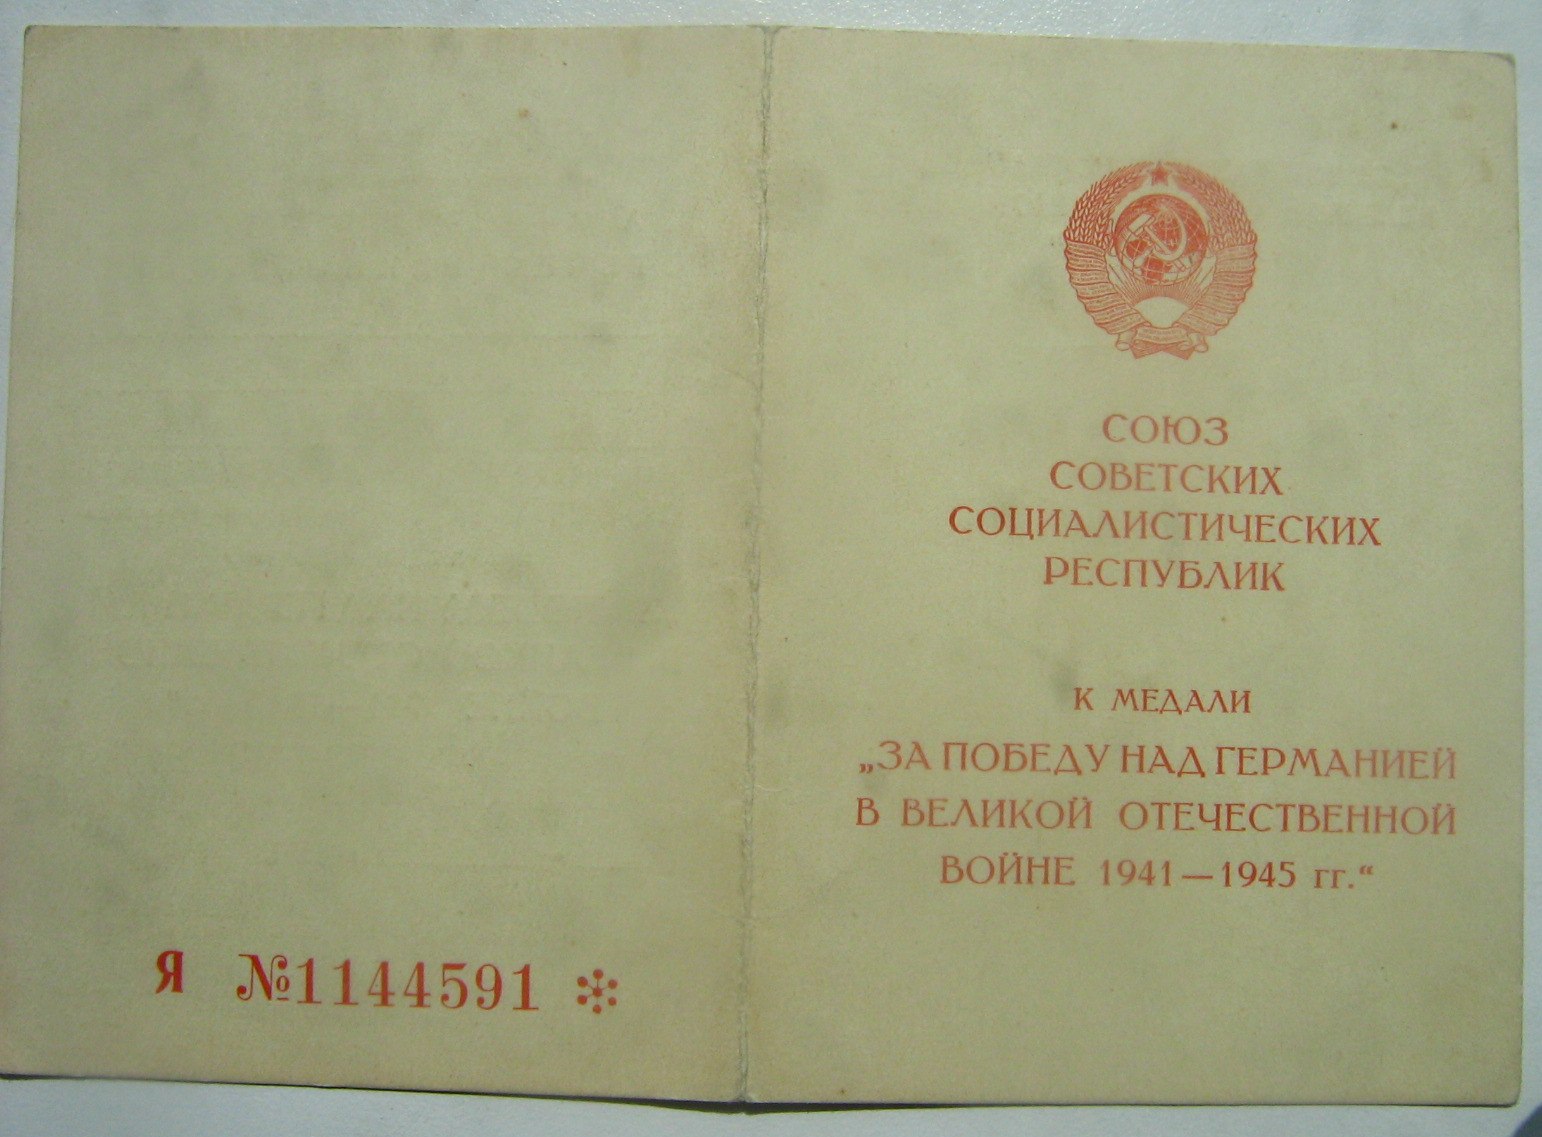 Я №1144591
СОЮЗ
СОВЕТСКИХ
СОЦИАЛИСТИЧЕСКИХ
РЕСПУБЛИК
К МЕДАЛИ
„ЗА ПОБЕДУ НАД ГЕРМАНИЕЙ
В ВЕЛИКОЙ ОТЕЧЕСТВЕННОЙ
ВОЙНЕ 1941—1945 гг.“